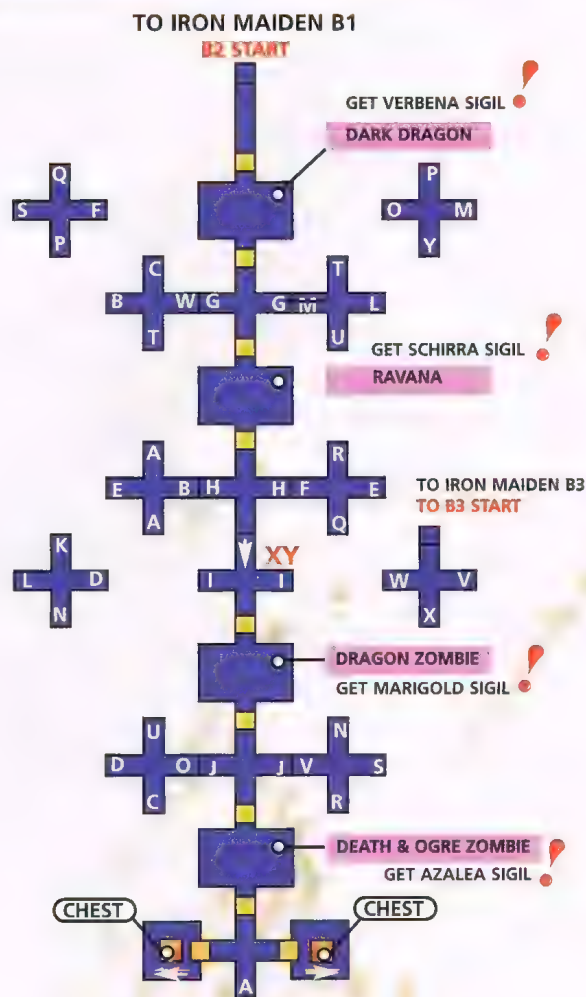 TO IRON MAIDEN B1
B2 START
GET VERBENA SIGIL !
DARK DRAGON
Q
S F
P
P
O M
Y
C
B W G
T
T
G M L
U
GET SCHIRRA SIGIL !
RAVANA
A
E B H
A
R
H F E
Q
TO IRON MAIDEN B3
TO B3 START
K
L D
N
XY
I I
W V
X
DRAGON ZOMBIE
GET MARIGOLD SIGIL !
U
D O J
C
N
J V S
R
DEATH & OGRE ZOMBIE
GET AZALEA SIGIL !
CHEST
CHEST
A